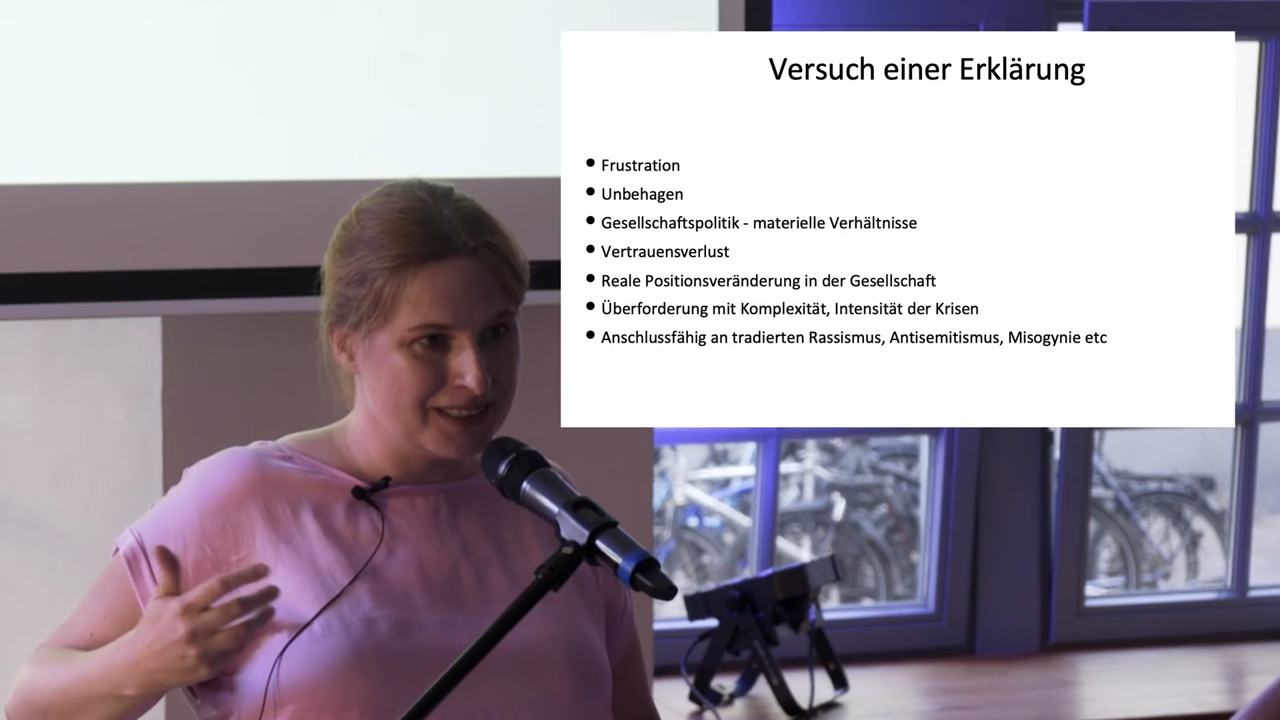 Versuch einer Erklärung
Frustration
Unbehagen
Gesellschaftspolitik - materielle Verhältnisse
Vertrauensverlust
Reale Positionsveränderung in der Gesellschaft
Überforderung mit Komplexität, Intensität der Krisen
Anschlussfähig an tradierten Rassismus, Antisemitismus, Misogynie etc